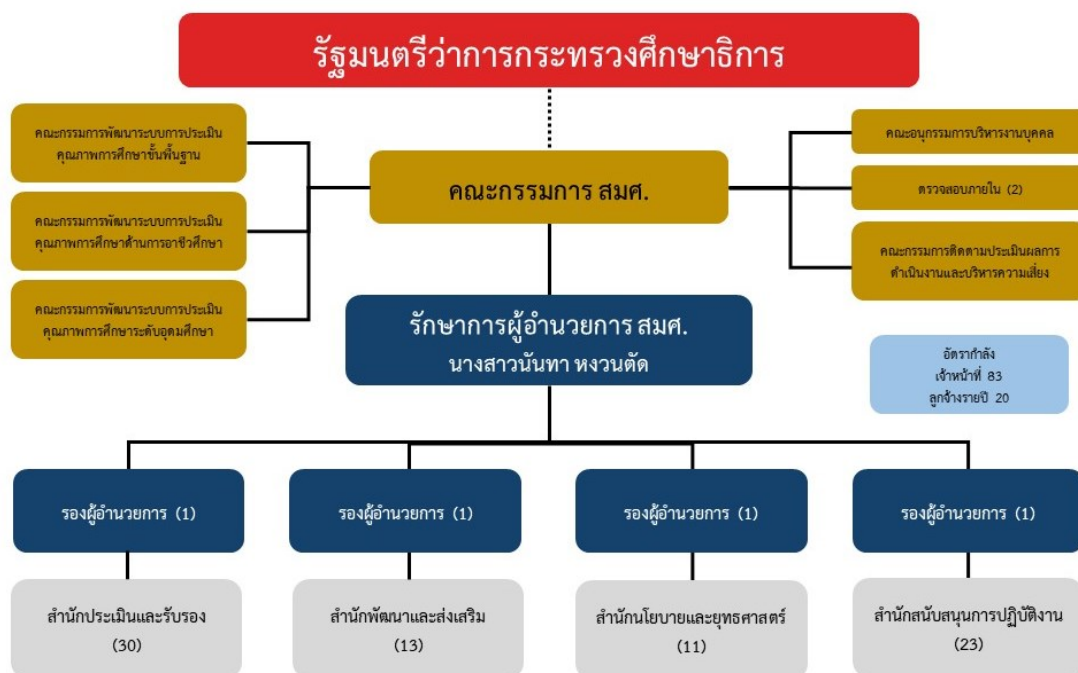 รัฐมนตรีว่าการกระทรวงศึกษาธิการ
คณะกรรมการพัฒนาระบบการประเมิน
คุณภาพการศึกษาขั้นพื้นฐาน
คณะกรรมการพัฒนาระบบการประเมิน
คุณภาพการศึกษาด้านการอาชีวศึกษา
คณะกรรมการพัฒนาระบบการประเมิน
คุณภาพการศึกษาระดับอุดมศึกษา
คณะกรรมการ สมศ.
คณะอนุกรรมการบริหารงานบุคคล
ตรวจสอบภายใน (2)
คณะกรรมการติดตามประเมินผลการ
ดำเนินงานและบริหารความเสี่ยง
รักษาการผู้อำนวยการ สมศ.
นางสาวนันทา หงวนตัด
อัตรากำลัง
เจ้าหน้าที่ 83
ลูกจ้างรายปี 20
รองผู้อำนวยการ (1)
รองผู้อำนวยการ (1)
รองผู้อำนวยการ (1)
รองผู้อำนวยการ (1)
สำนักประเมินและรับรอง
(30)
สำนักพัฒนาและส่งเสริม
(13)
สำนักนโยบายและยุทธศาสตร์
(11)
สำนักสนับสนุนการปฏิบัติงาน
(23)